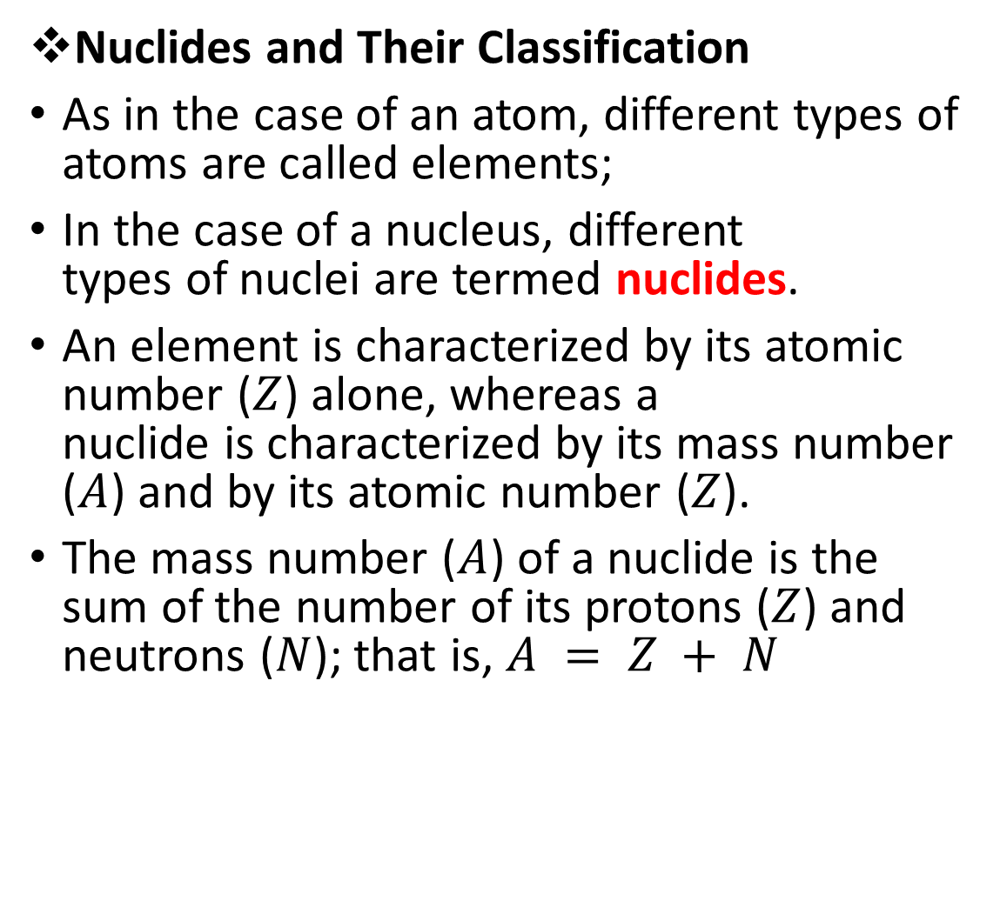 ❖Nuclides and Their Classification
• As in the case of an atom, different types of
atoms are called elements;
• In the case of a nucleus, different
types of nuclei are termed nuclides.
• An element is characterized by its atomic
number (Z) alone, whereas a
nuclide is characterized by its mass number
(A) and by its atomic number (Z).
• The mass number (A) of a nuclide is the
sum of the number of its protons (Z) and
neutrons (N); that is, A = Z + N